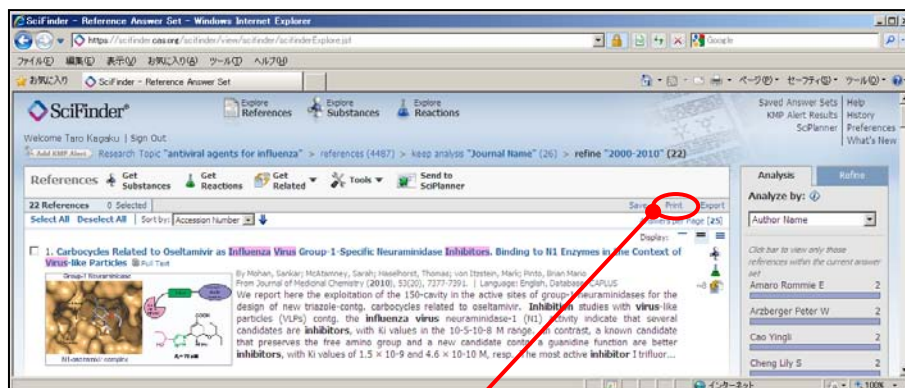 SciFinder - Reference Answer Set - Windows Internet Explorer
https://scifinder.cas.org/scifinder/view/scifinder/scifinderExplore.jsf
Google
ファイル(F) 編集(E) 表示(V) お気に入り(A) ツール(T) ヘルプ(H)
お気に入り SciFinder - Reference Answer Set
ページ(P) セーフティ(S) ツール(O)
SciFinder®
Explore References
Explore Substances
Explore Reactions
Saved Answer Sets
KMP Alert Results
SciPlanner
Help
History
Preferences
What's New
Welcome Taro Kagaku | Sign Out
Add KMP Alert Research Topic "antiviral agents for influenza" > references (4487) > keep analysis "Journal Name" (26) > refine "2000-2010" (22)
References Get Substances Get Reactions Get Related Tools Send to SciPlanner
22 References 0 Selected Save Print Export
Select All Deselect All Sort by: Accession Number Answers per Page [25]
Display:
1. Carbocycles Related to Oseltamivir as Influenza Virus Group-1-Specific Neuraminidase Inhibitors. Binding to N1 Enzymes in the Context of
Virus-like Particles Full Text
Group-1 Neuraminidase
N1-oseltamivir complex
By Mohan, Sankar; McAtamney, Sarah; Haselhorst, Thomas; von Itzstein, Mark; Pinto, Brian Mario
From Journal of Medicinal Chemistry (2010), 53(20), 7377-7391. | Language: English, Database: CAPLUS
We report here the exploitation of the 150-cavity in the active sites of group-1 neuraminidases for the
design of new triazole-contg. carbocycles related to oseltamivir. Inhibition studies with virus-like
particles (VLPs) contg. the influenza virus neuraminidase-1 (N1) activity indicate that several
candidates are inhibitors, with Ki values in the 10-5-10-8 M range. In contrast, a known candidate
that preserves the free amino group and a new candidate contg. a guanidine function are better
inhibitors, with Ki values of 1.5 × 10-9 and 4.6 × 10-10 M, resp. The most active inhibitor I trifluor...
Analysis Refine
Analyze by:
Author Name
Click bar to view only those
references within the current answer
set
Amaro Rommie E 2
Arzberger Peter W 2
Cao Yingli 2
Cheng Lily S 2
インターネット 100%